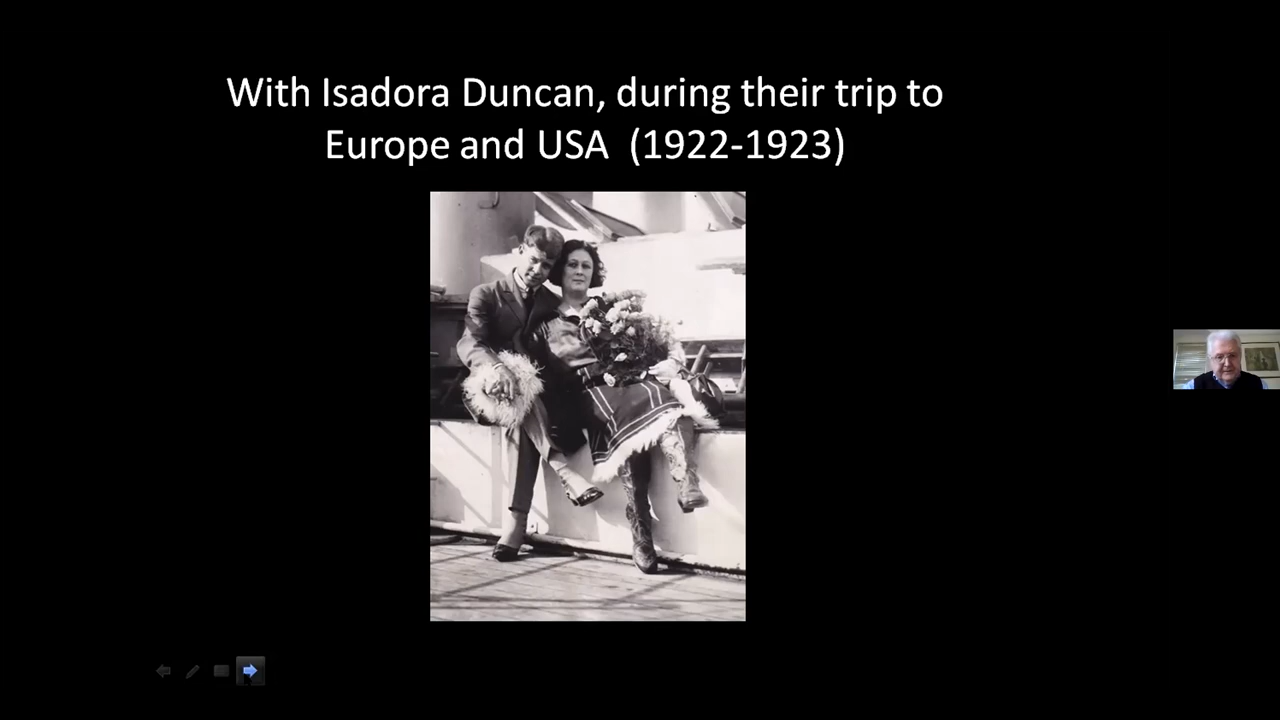 With Isadora Duncan, during their trip to
Europe and USA  (1922-1923)